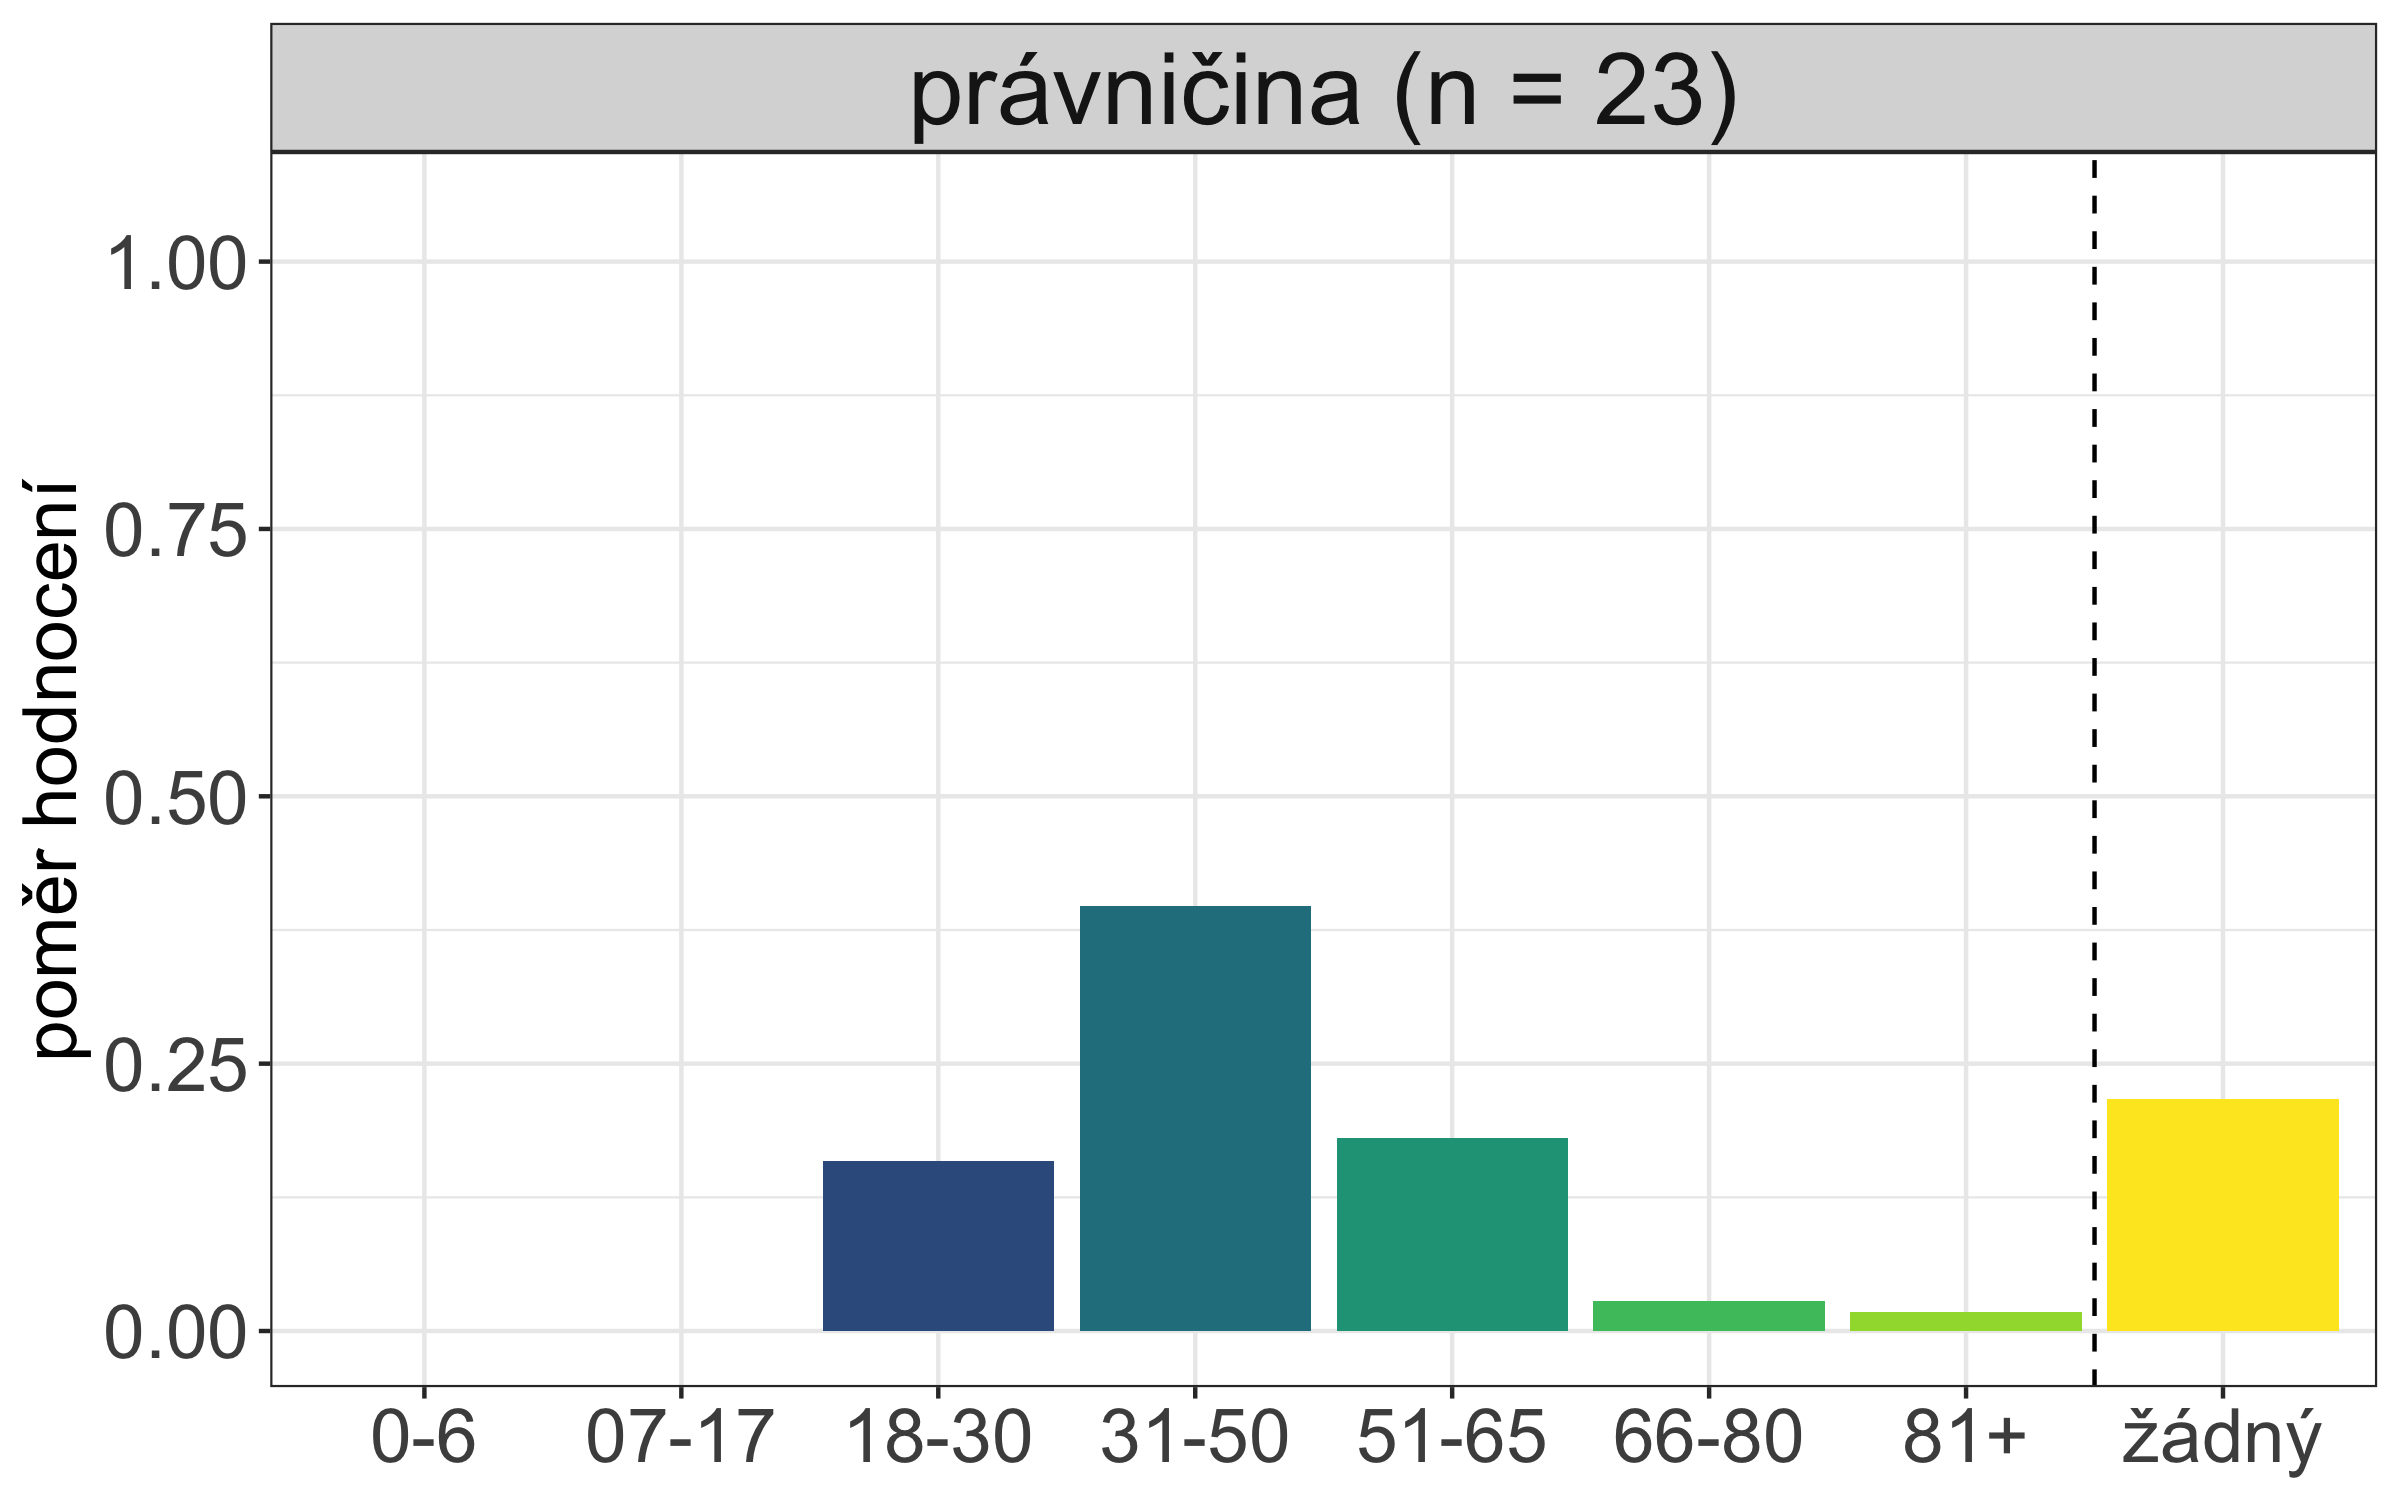 právničina (n = 23)
poměr hodnocení
1.00
0.75
0.50
0.25
0.00
0-6 07-17 18-30 31-50 51-65 66-80 81+ žádný